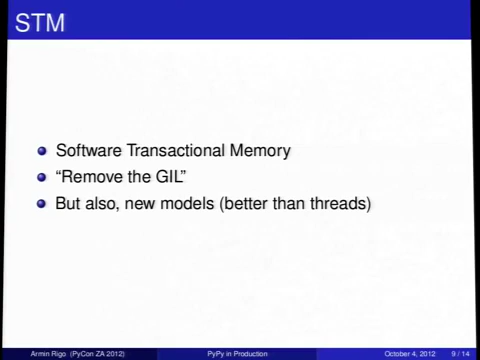 STM
Software Transactional Memory
“Remove the GIL”
But also, new models (better than threads)
Armin Rigo (PyCon ZA 2012) PyPy in Production October 4, 2012 9 / 14